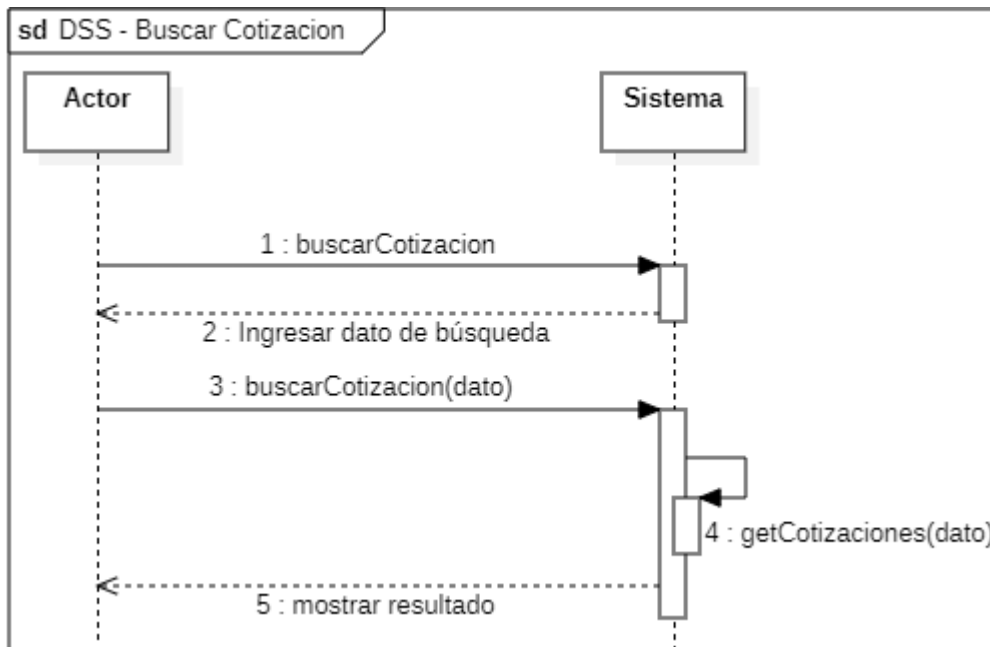 sd DSS - Buscar Cotizacion
Actor
Sistema
1 : buscarCotizacion
2 : Ingresar dato de búsqueda
3 : buscarCotizacion(dato)
4 : getCotizaciones(dato)
5 : mostrar resultado